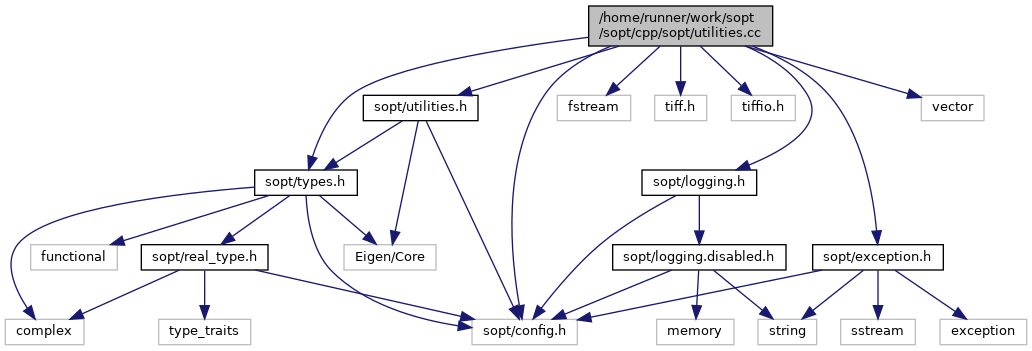 /home/runner/work/sopt
/sopt/cpp/sopt/utilities.cc
sopt/utilities.h
fstream
tiff.h
tiffio.h
vector
sopt/types.h
sopt/logging.h
functional
sopt/real_type.h
Eigen/Core
sopt/logging.disabled.h
sopt/exception.h
complex
type_traits
sopt/config.h
memory
string
sstream
exception